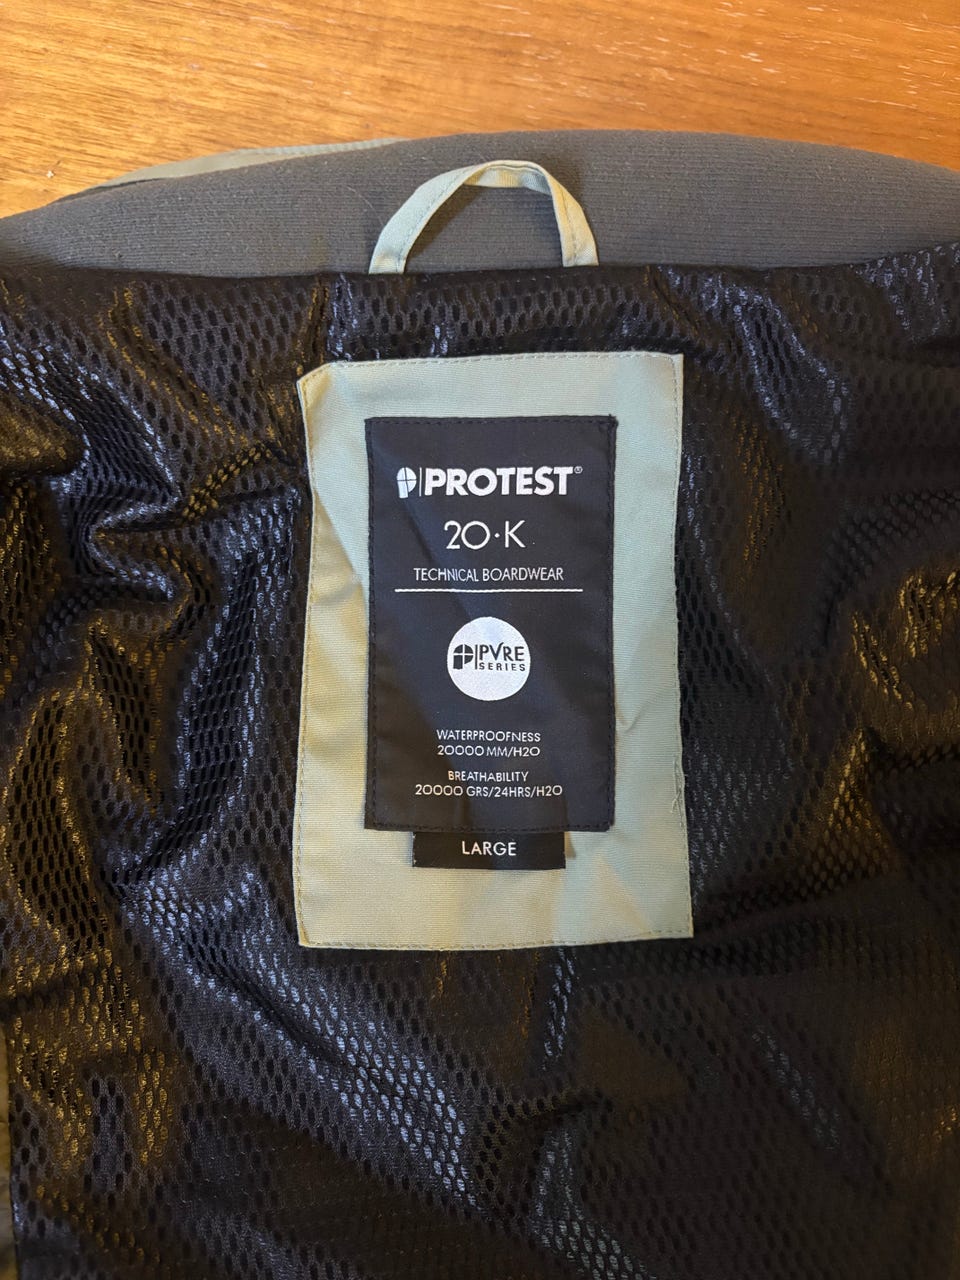 PROTEST®
20·K
TECHNICAL BOARDWEAR
PVRE
SERIES
WATERPROOFNESS
20000 MM/H2O
BREATHABILITY
20000 GRS/24HRS/H2O
LARGE